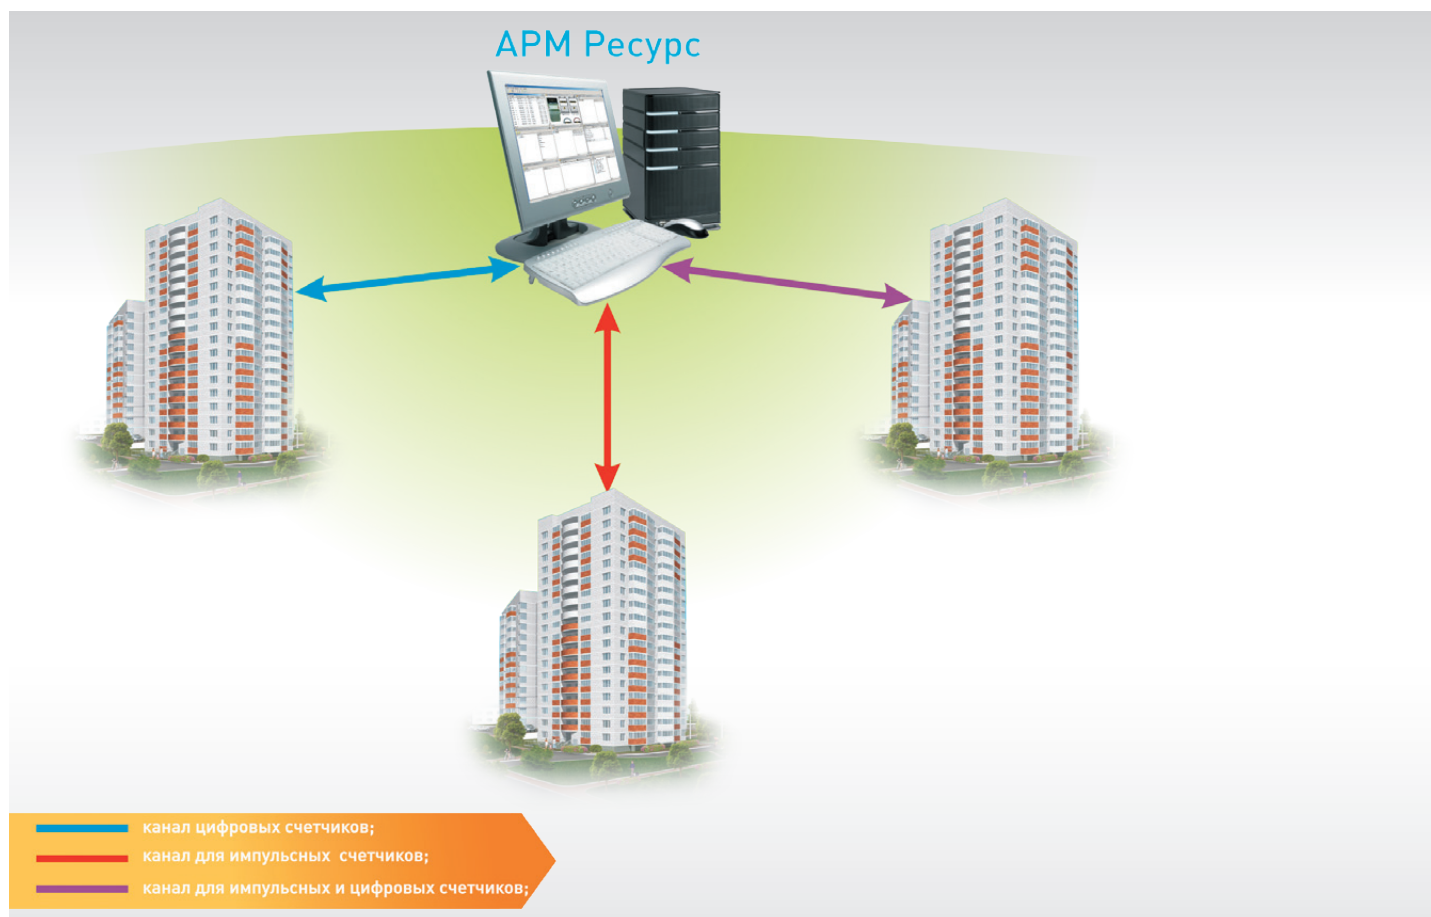 АРМ Ресурс
канал цифровых счетчиков;
канал для импульсных счетчиков;
канал для импульсных и цифровых счетчиков;